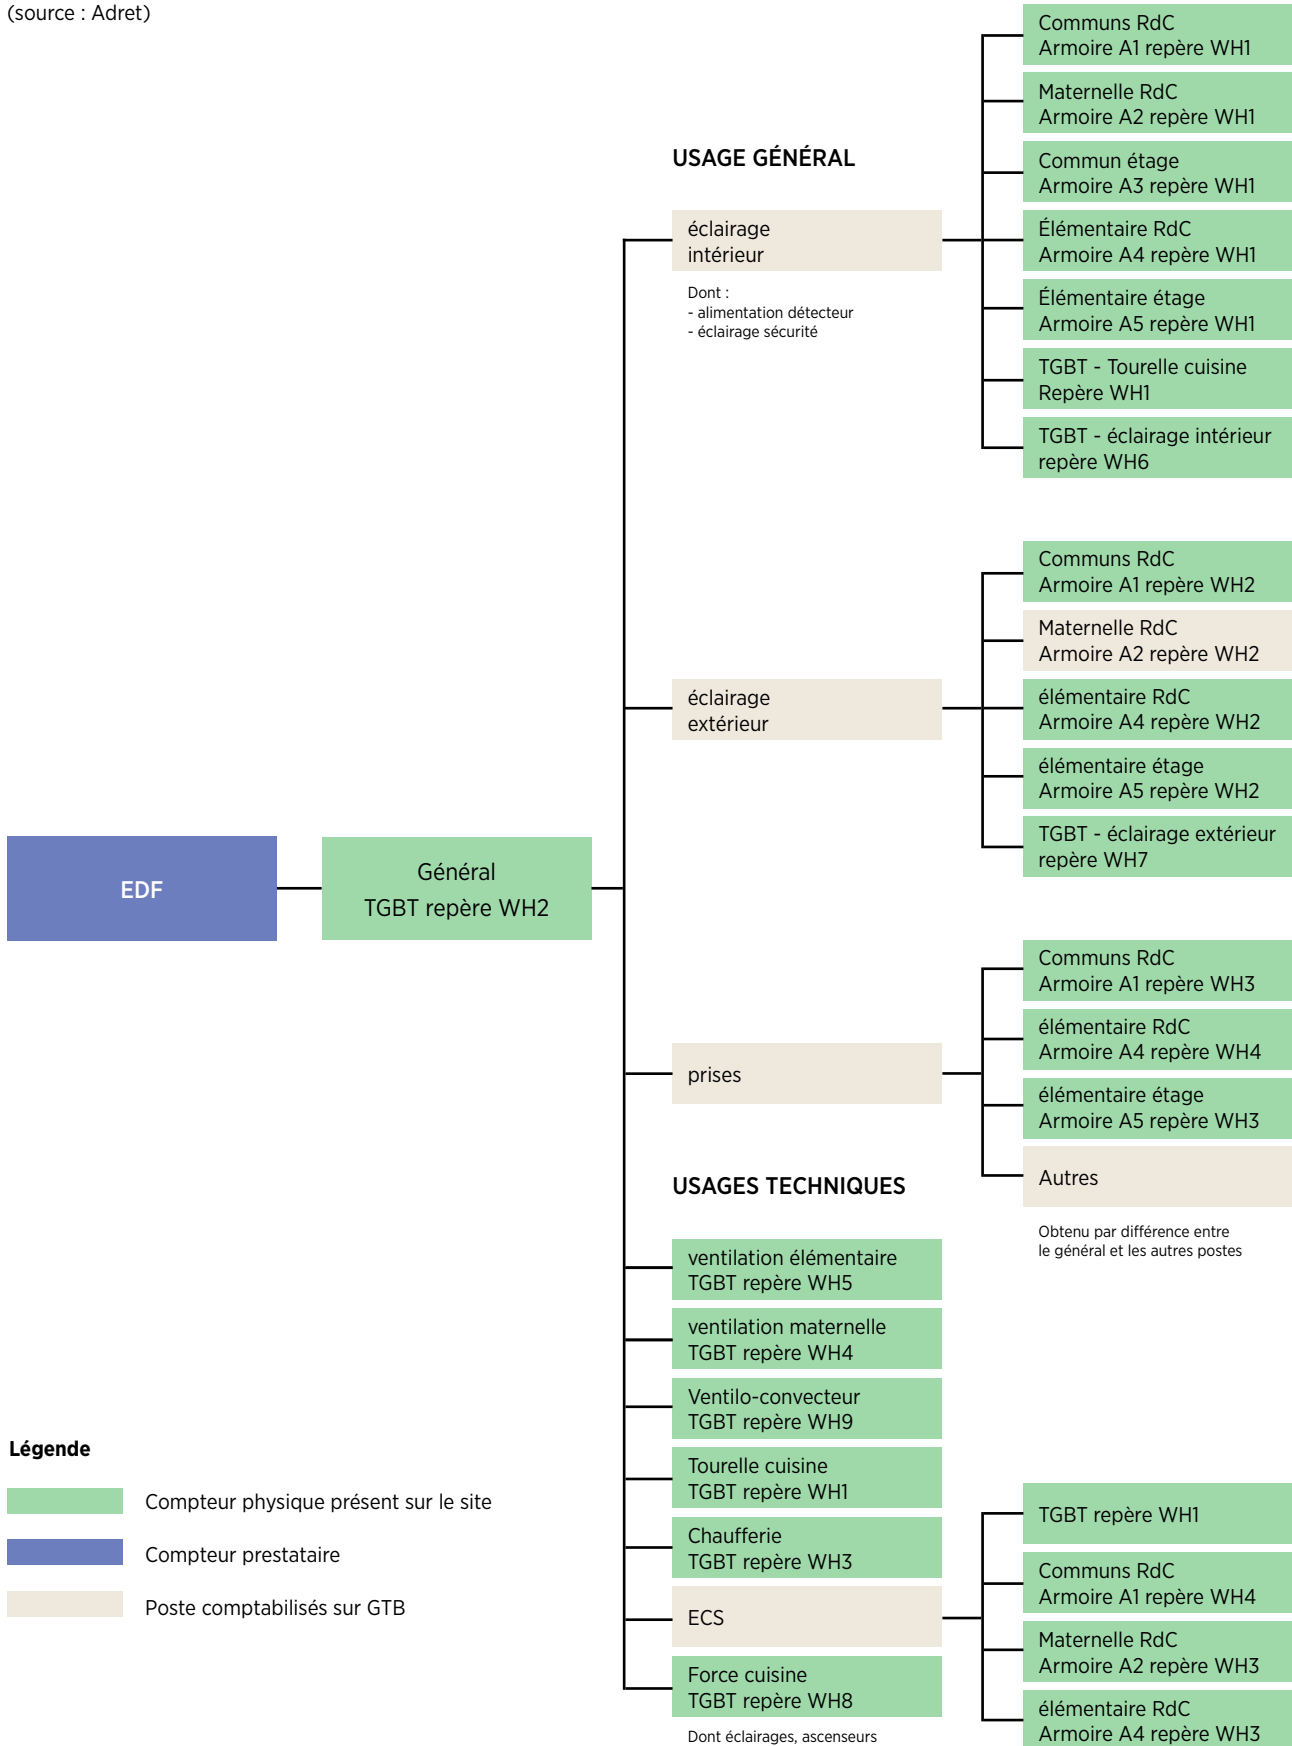 (source : Adret)
USAGE GÉNÉRAL
éclairage
intérieur
Dont :
- alimentation détecteur
- éclairage sécurité
Communs RdC
Armoire A1 repère WH1
Maternelle RdC
Armoire A2 repère WH1
Commun étage
Armoire A3 repère WH1
Élémentaire RdC
Armoire A4 repère WH1
Élémentaire étage
Armoire A5 repère WH1
TGBT - Tourelle cuisine
Repère WH1
TGBT - éclairage intérieur
repère WH6
éclairage
extérieur
Communs RdC
Armoire A1 repère WH2
Maternelle RdC
Armoire A2 repère WH2
élémentaire RdC
Armoire A4 repère WH2
élémentaire étage
Armoire A5 repère WH2
TGBT - éclairage extérieur
repère WH7
EDF
Général
TGBT repère WH2
prises
Communs RdC
Armoire A1 repère WH3
élémentaire RdC
Armoire A4 repère WH4
élémentaire étage
Armoire A5 repère WH3
Autres
Obtenu par différence entre
le général et les autres postes
USAGES TECHNIQUES
ventilation élémentaire
TGBT repère WH5
ventilation maternelle
TGBT repère WH4
Ventilo-convecteur
TGBT repère WH9
Tourelle cuisine
TGBT repère WH1
Chaufferie
TGBT repère WH3
ECS
Force cuisine
TGBT repère WH8
Dont éclairages, ascenseurs
TGBT repère WH1
Communs RdC
Armoire A1 repère WH4
Maternelle RdC
Armoire A2 repère WH3
élémentaire RdC
Armoire A4 repère WH3
Légende
Compteur physique présent sur le site
Compteur prestataire
Poste comptabilisés sur GTB